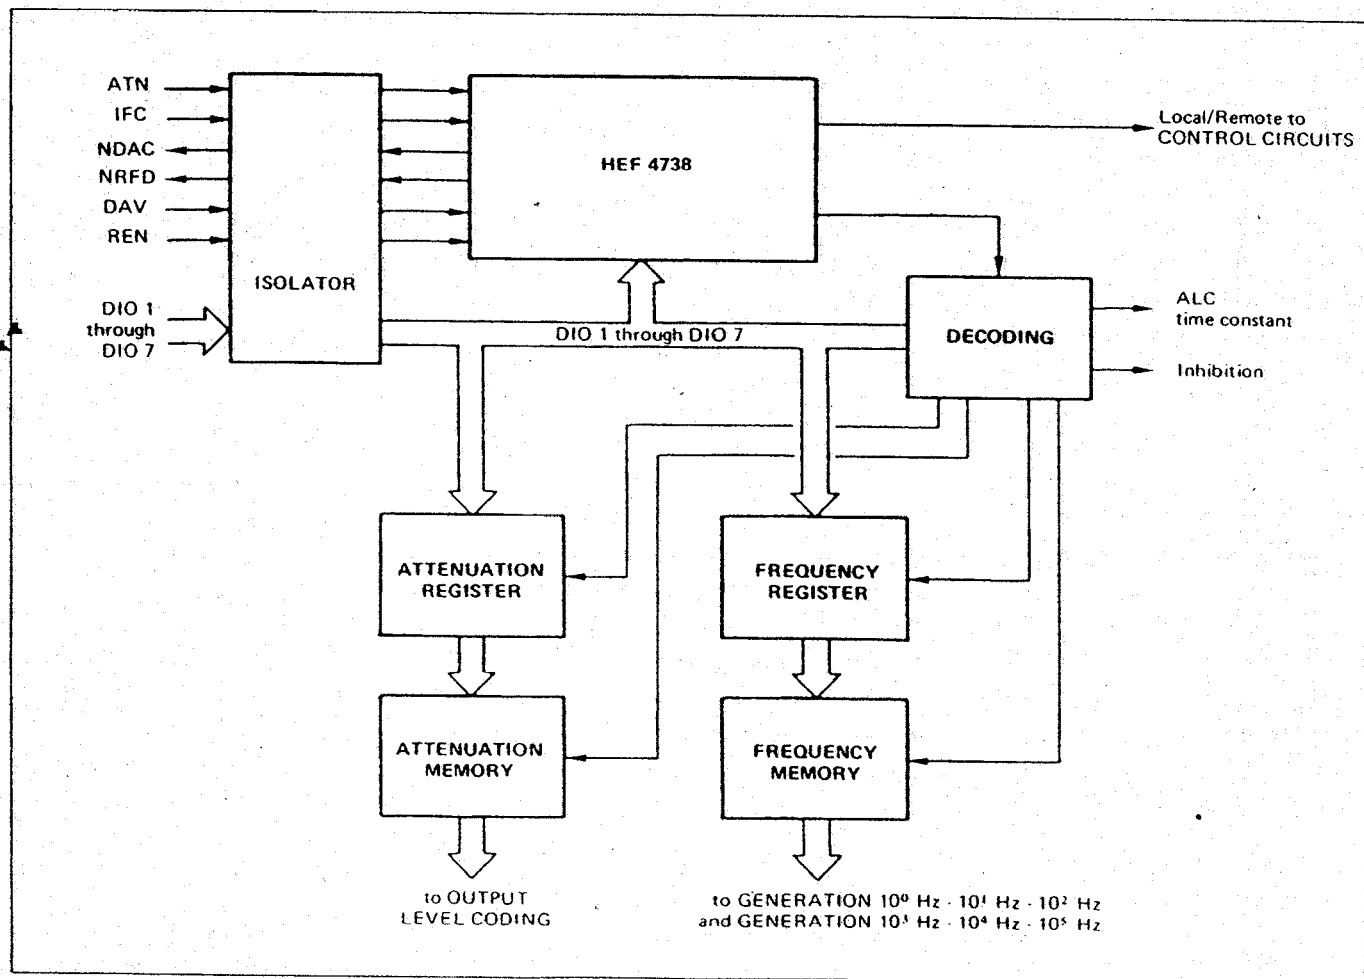 ATN
IFC
NDAC
NRFD
DAV
REN
DIO 1
through
DIO 7
ISOLATOR
HEF 4738
Local/Remote to
CONTROL CIRCUITS
DIO 1 through DIO 7
DECODING
ALC
time constant
Inhibition
ATTENUATION
REGISTER
FREQUENCY
REGISTER
ATTENUATION
MEMORY
FREQUENCY
MEMORY
to OUTPUT
LEVEL CODING
to GENERATION 10⁰ Hz · 10¹ Hz · 10² Hz
and GENERATION 10³ Hz · 10⁴ Hz · 10⁵ Hz